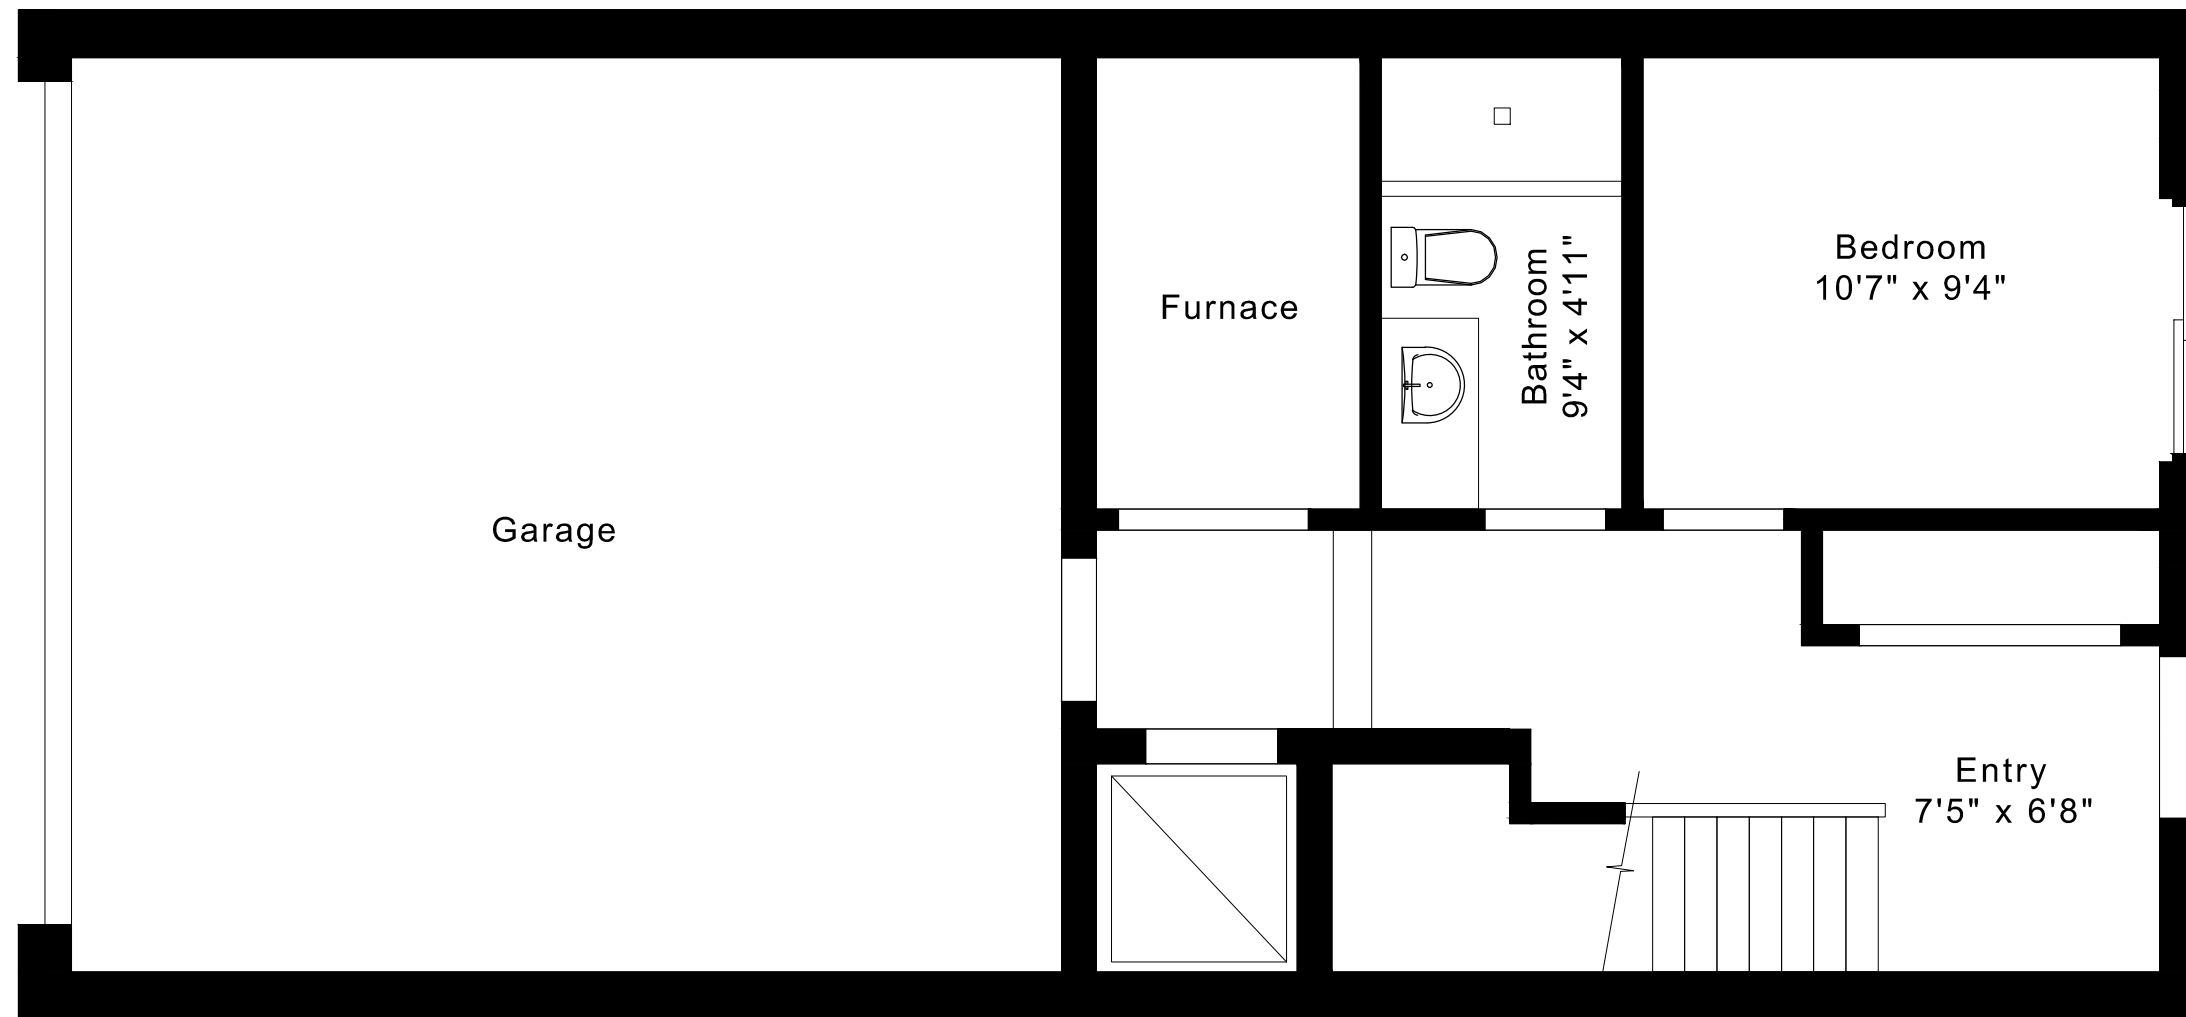 Bedroom
10'7" x 9'4"
Furnace
Bathroom
9'4" x 4'11"
Garage
Entry
7'5" x 6'8"